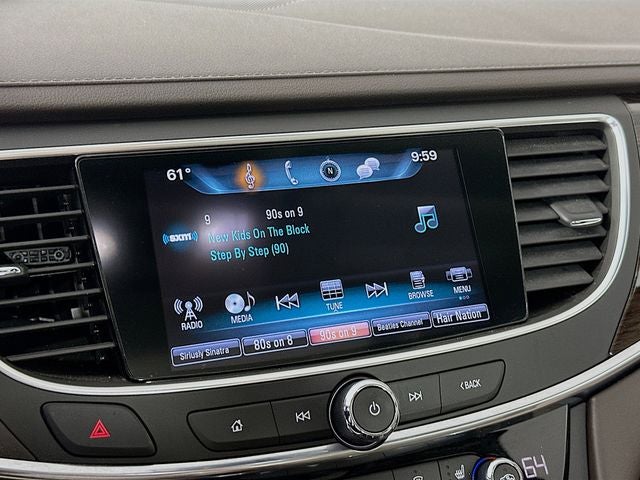 61°
9:59
N
9 90s on 9
sxm
New Kids On The Block
Step By Step (90)
RADIO
MEDIA
TUNE
BROWSE
MENU
Siriusly Sinatra
80s on 8
90s on 9
Beatles Channel
Hair Nation
BACK
64